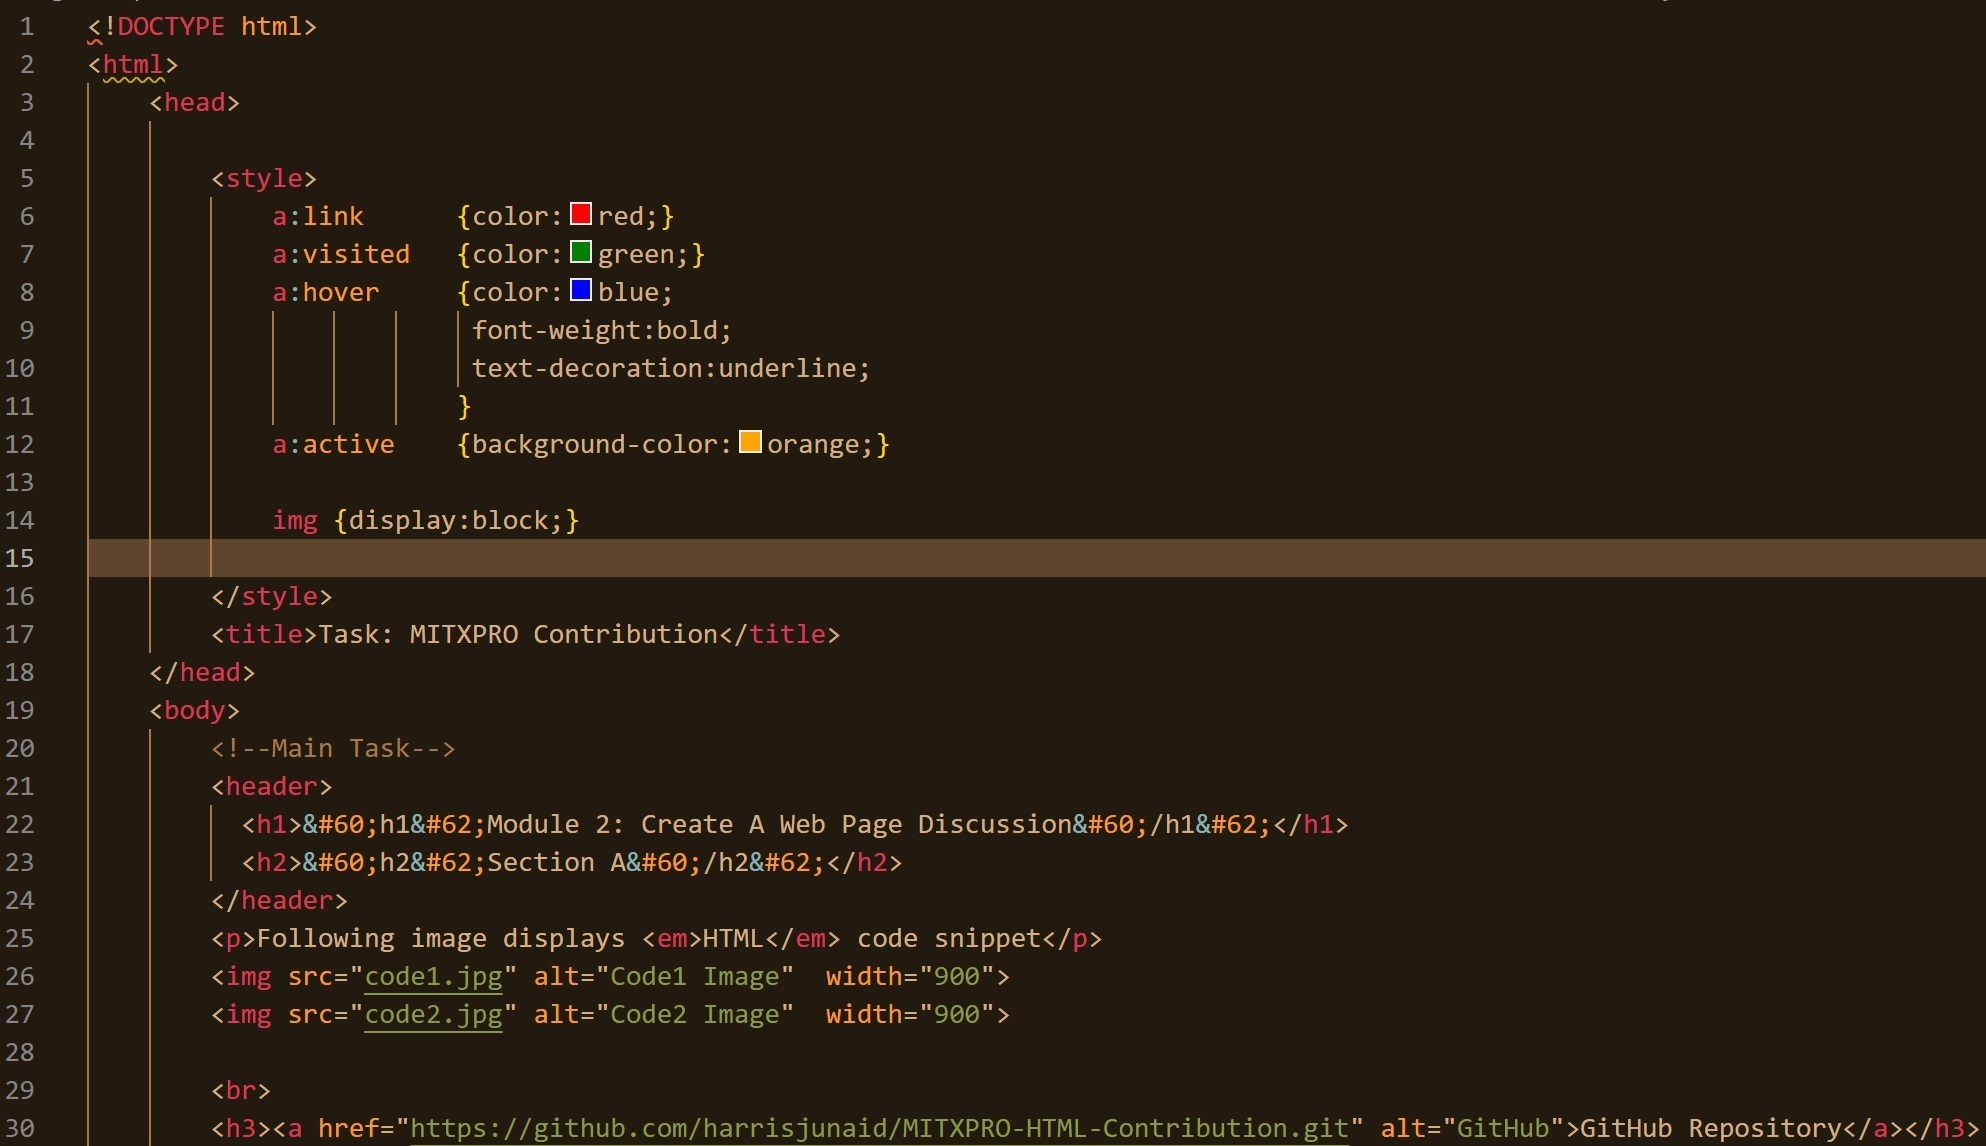 1 <!DOCTYPE html>
2 <html>
3 <head>
4
5 <style>
6 a:link {color:red;}
7 a:visited {color:green;}
8 a:hover {color:blue;
9 font-weight:bold;
10 text-decoration:underline;
11 }
12 a:active {background-color:orange;}
13
14 img {display:block;}
15
16 </style>
17 <title>Task: MITXPRO Contribution</title>
18 </head>
19 <body>
20 <!--Main Task-->
21 <header>
22 <h1>&#60;h1&#62;Module 2: Create A Web Page Discussion&#60;/h1&#62;</h1>
23 <h2>&#60;h2&#62;Section A&#60;/h2&#62;</h2>
24 </header>
25 <p>Following image displays <em>HTML</em> code snippet</p>
26 <img src="code1.jpg" alt="Code1 Image"  width="900">
27 <img src="code2.jpg" alt="Code2 Image"  width="900">
28
29 <br>
30 <h3><a href="https://github.com/harrisjunaid/MITXPRO-HTML-Contribution.git" alt="GitHub">GitHub Repository</a></h3>